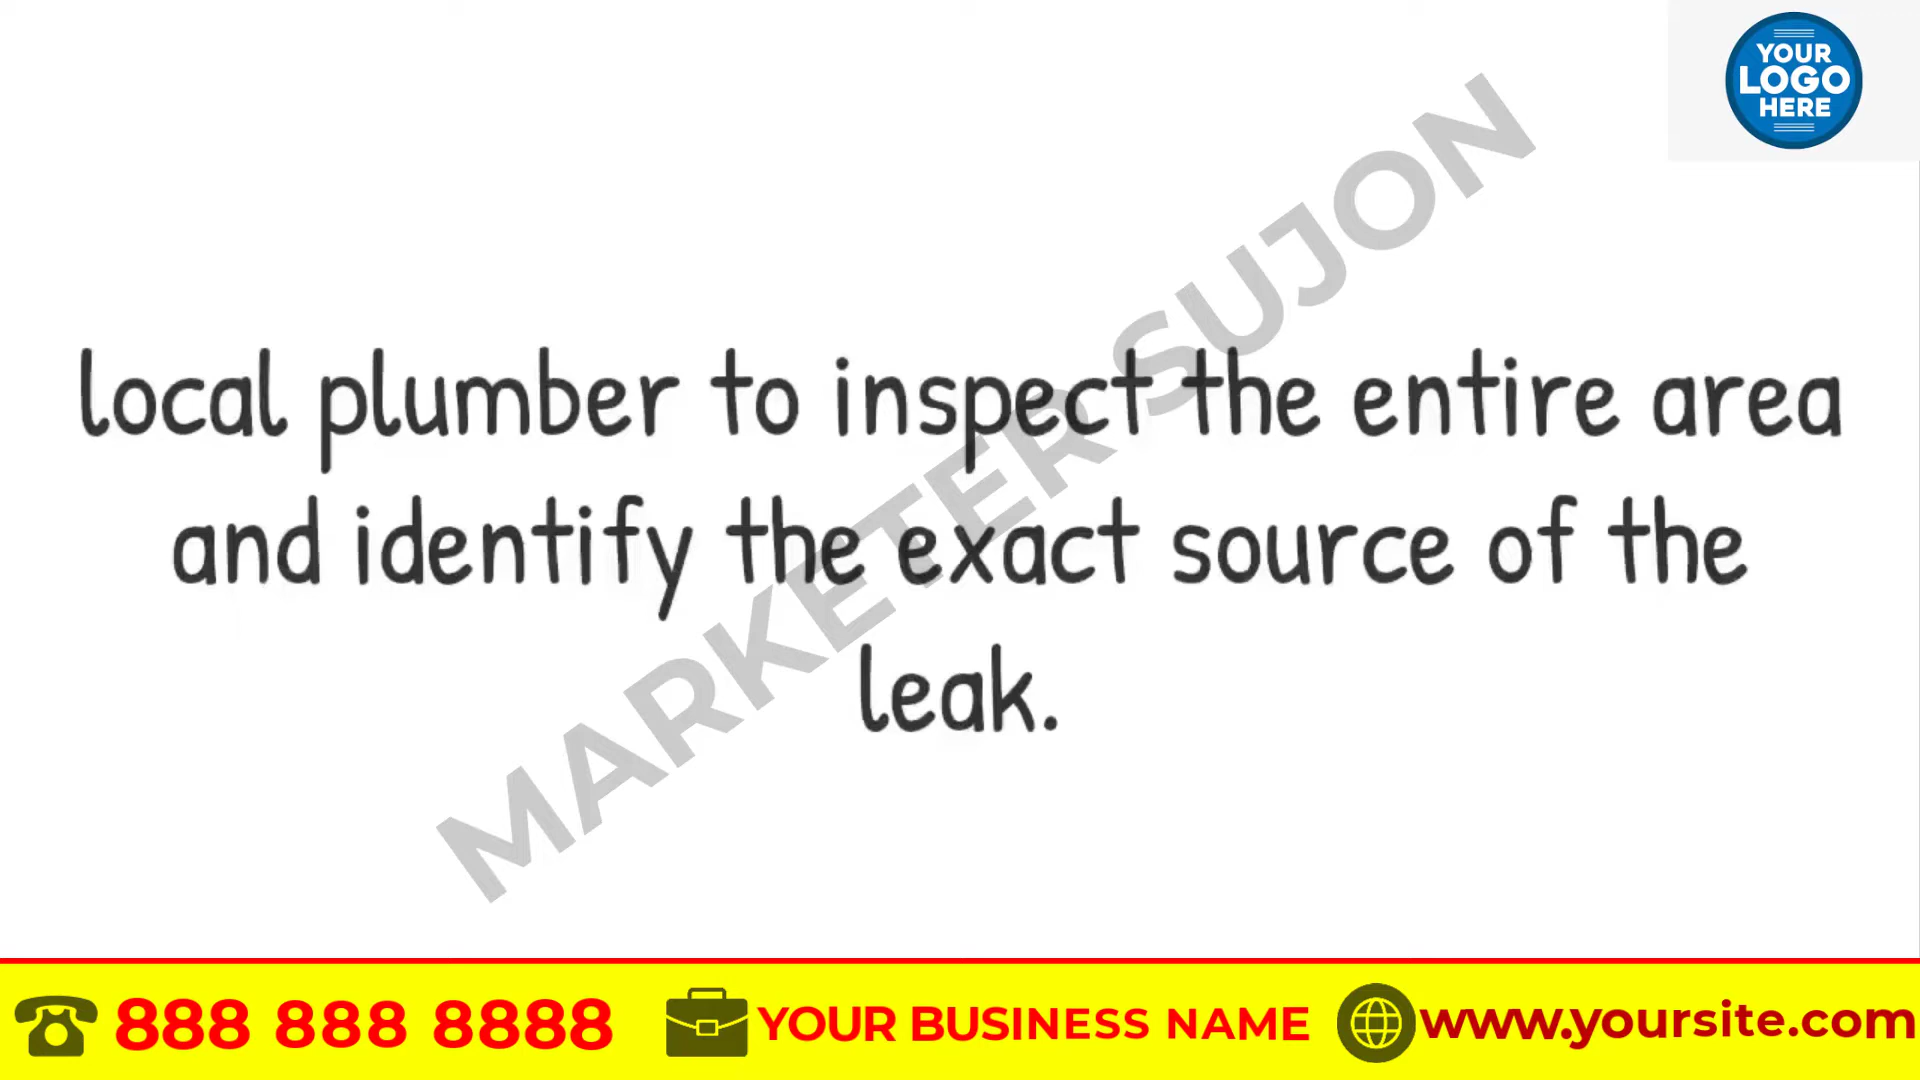 YOUR
LOGO
HERE
MARKETER SUJON
local plumber to inspect the entire area
and identify the exact source of the
leak.
888 888 8888
YOUR BUSINESS NAME
www.yoursite.com